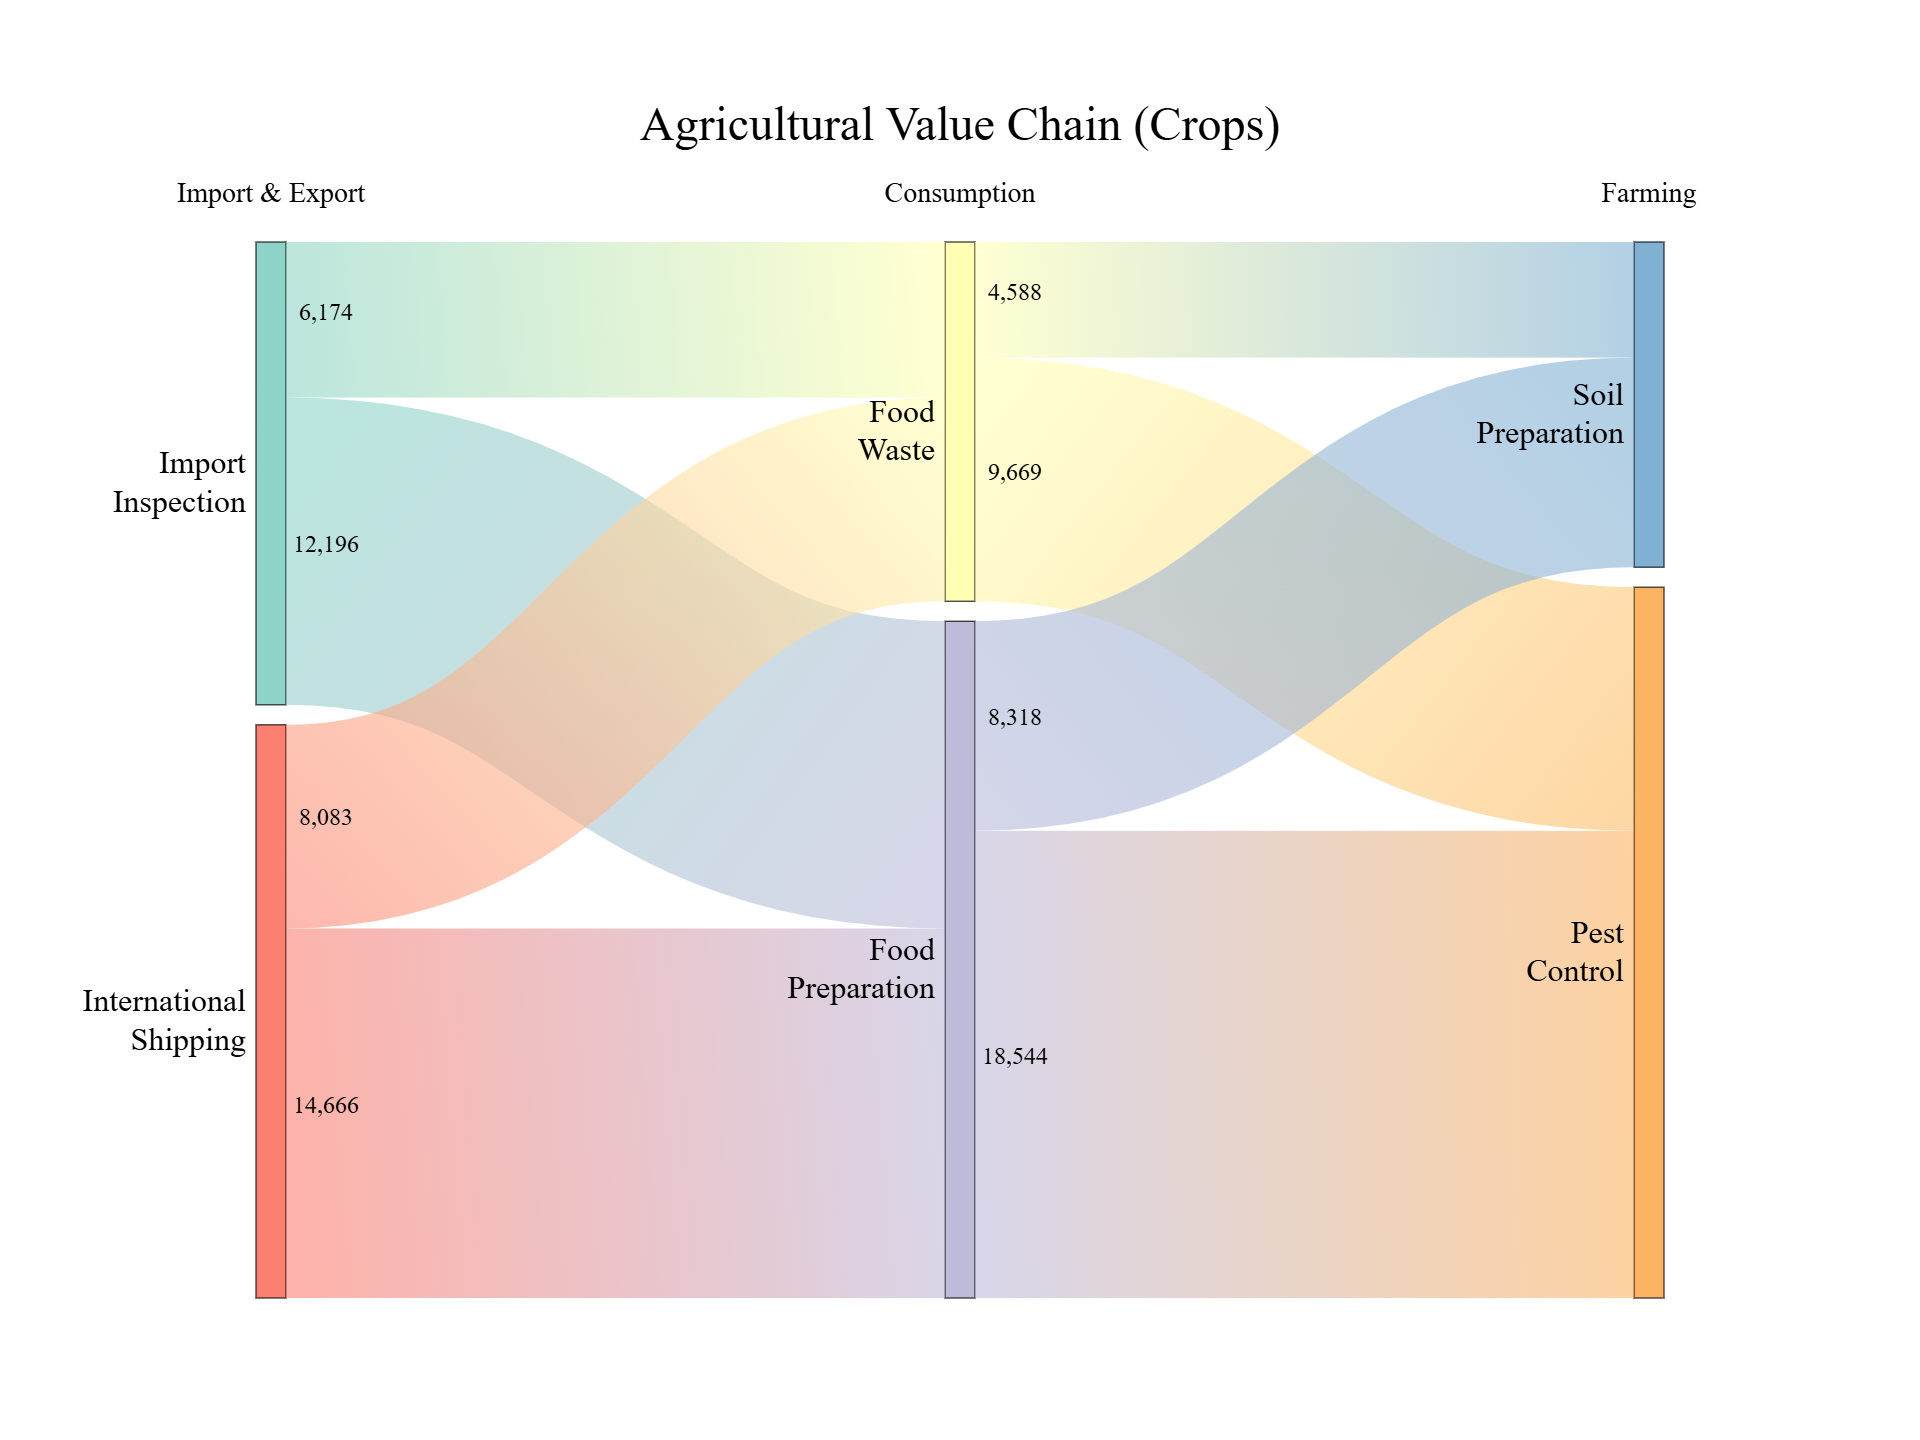 Agricultural Value Chain (Crops)
Import & Export
Consumption
Farming
6,174
4,588
Food
Waste
Soil
Preparation
Import
Inspection
9,669
12,196
8,318
8,083
Food
Preparation
Pest
Control
International
Shipping
18,544
14,666